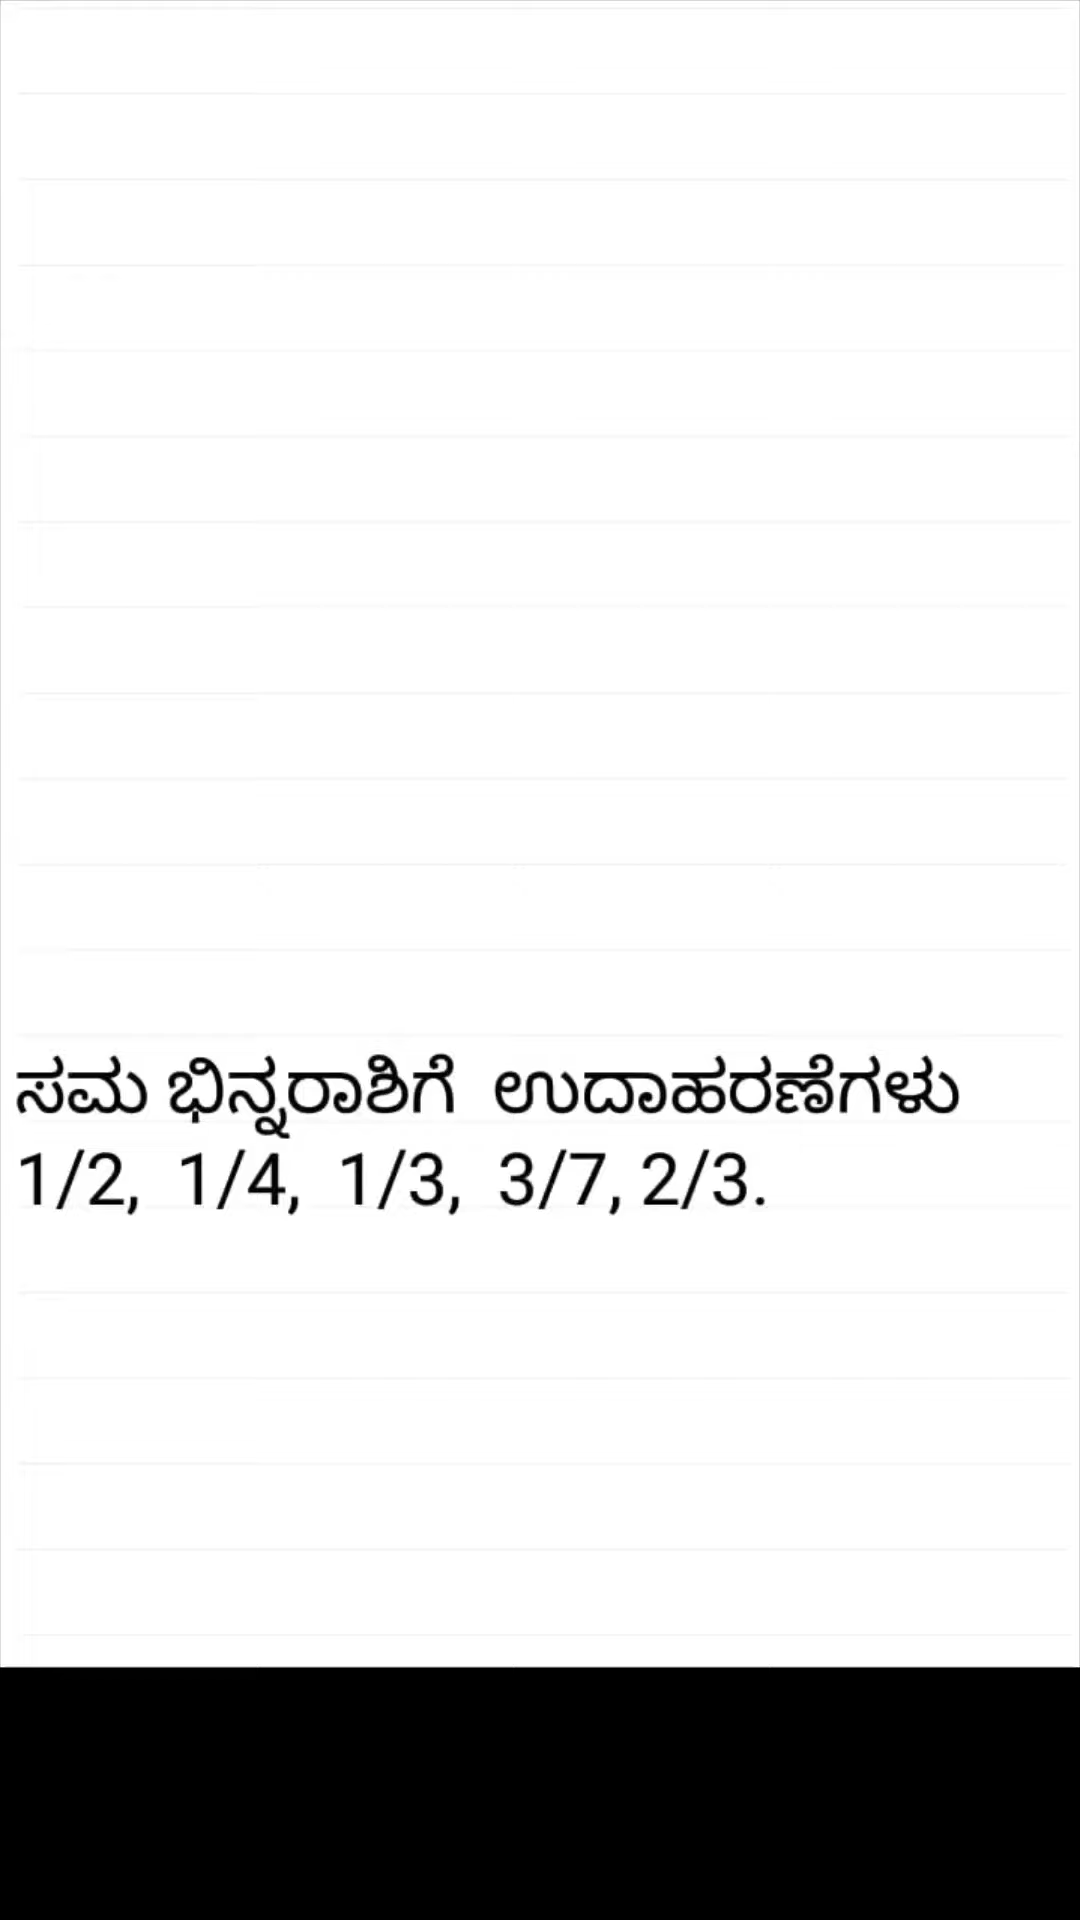 ಸಮ ಭಿನ್ನರಾಶಿಗೆ ಉದಾಹರಣೆಗಳು
1/2, 1/4, 1/3, 3/7, 2/3.